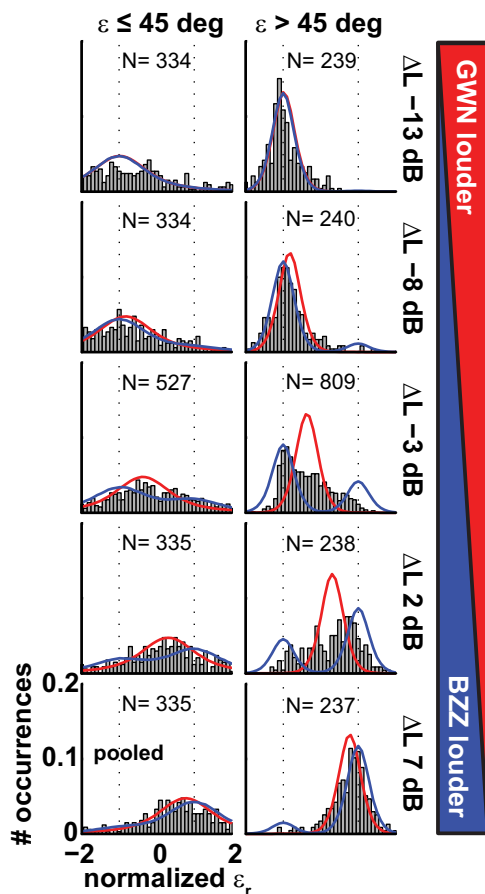 ε ≤ 45 deg ε > 45 deg
N= 334 N= 239
ΔL −13 dB
GWN louder
N= 334 N= 240
ΔL −8 dB
N= 527 N= 809
ΔL −3 dB
N= 335 N= 238
ΔL 2 dB
BZZ louder
N= 335 N= 237
ΔL 7 dB
pooled
# occurrences
0.2
0.1
0
−2 0 2
normalized εr